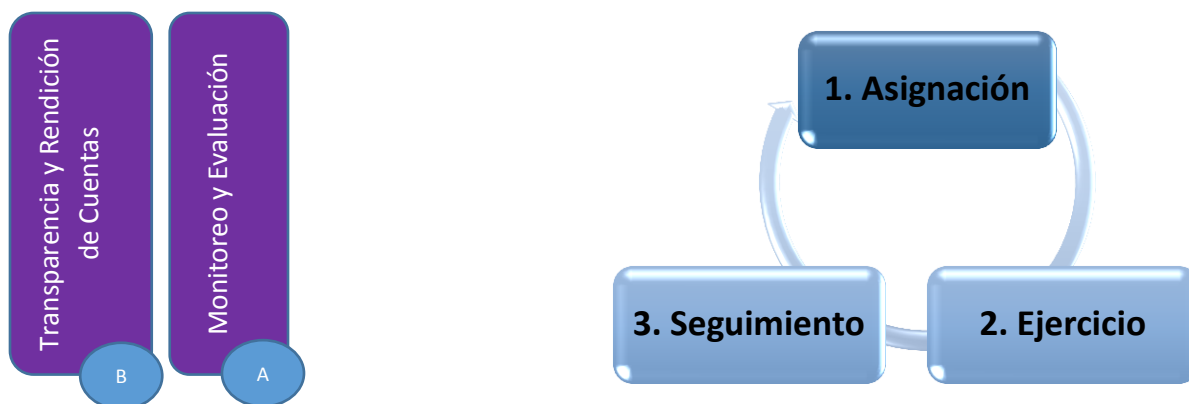 Transparencia y Rendición
de Cuentas
B
Monitoreo y Evaluación
A
1. Asignación
3. Seguimiento
2. Ejercicio